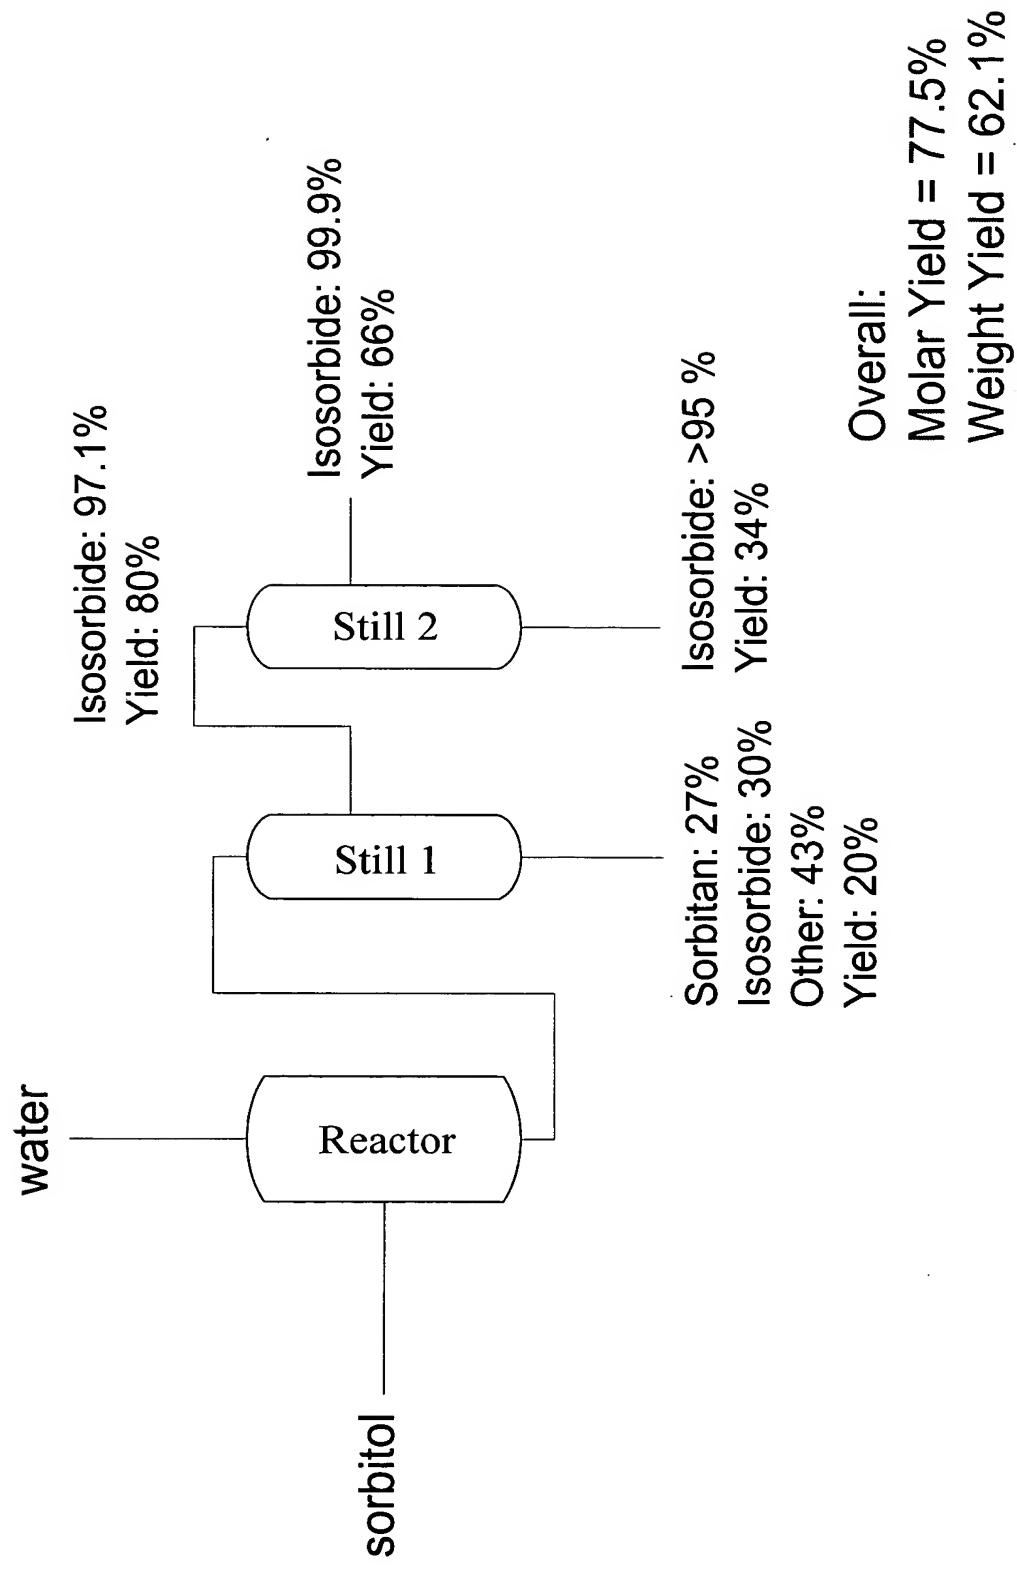 water
sorbitol
Reactor
Still 1
Still 2
Isosorbide: 97.1%
Yield: 80%
Isosorbide: 99.9%
Yield: 66%
Sorbitan: 27%
Isosorbide: 30%
Other: 43%
Yield: 20%
Isosorbide: >95 %
Yield: 34%
Overall:
Molar Yield = 77.5%
Weight Yield = 62.1%